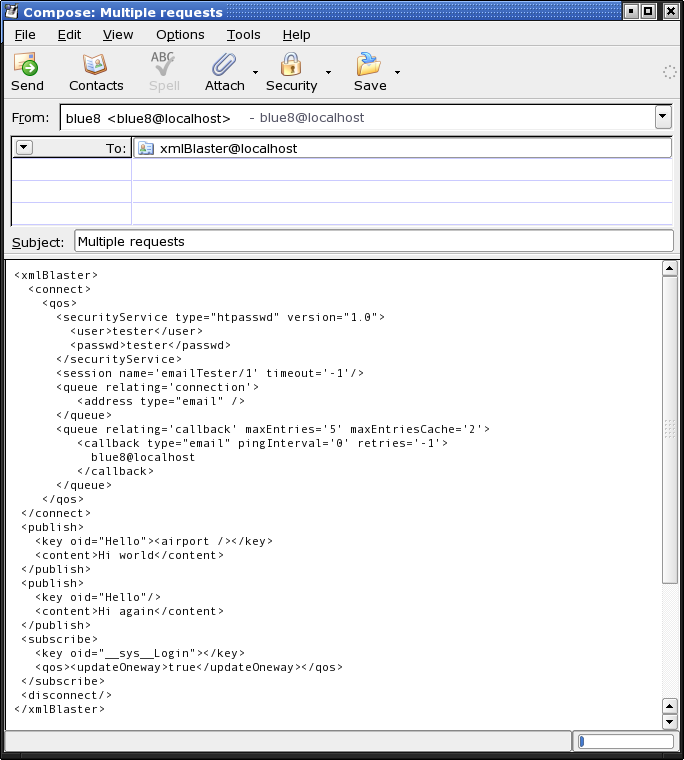 Compose: Multiple requests
File Edit View Options Tools Help
Send Contacts ABC Spell Attach Security Save
From: blue8 <blue8@localhost> - blue8@localhost
To: xmlBlaster@localhost
Subject: Multiple requests
<xmlBlaster>
  <connect>
    <qos>
      <securityService type="htpasswd" version="1.0">
        <user>tester</user>
        <passwd>tester</passwd>
      </securityService>
      <session name='emailTester/1' timeout='-1'/>
      <queue relating='connection'>
         <address type="email" />
      </queue>
      <queue relating='callback' maxEntries='5' maxEntriesCache='2'>
         <callback type="email" pingInterval='0' retries='-1'>
           blue8@localhost
         </callback>
      </queue>
    </qos>
 </connect>
 <publish>
   <key oid="Hello"><airport /></key>
   <content>Hi world</content>
 </publish>
 <publish>
   <key oid="Hello"/>
   <content>Hi again</content>
 </publish>
 <subscribe>
   <key oid="__sys__Login"></key>
   <qos><updateOneway>true</updateOneway></qos>
 </subscribe>
 <disconnect/>
</xmlBlaster>